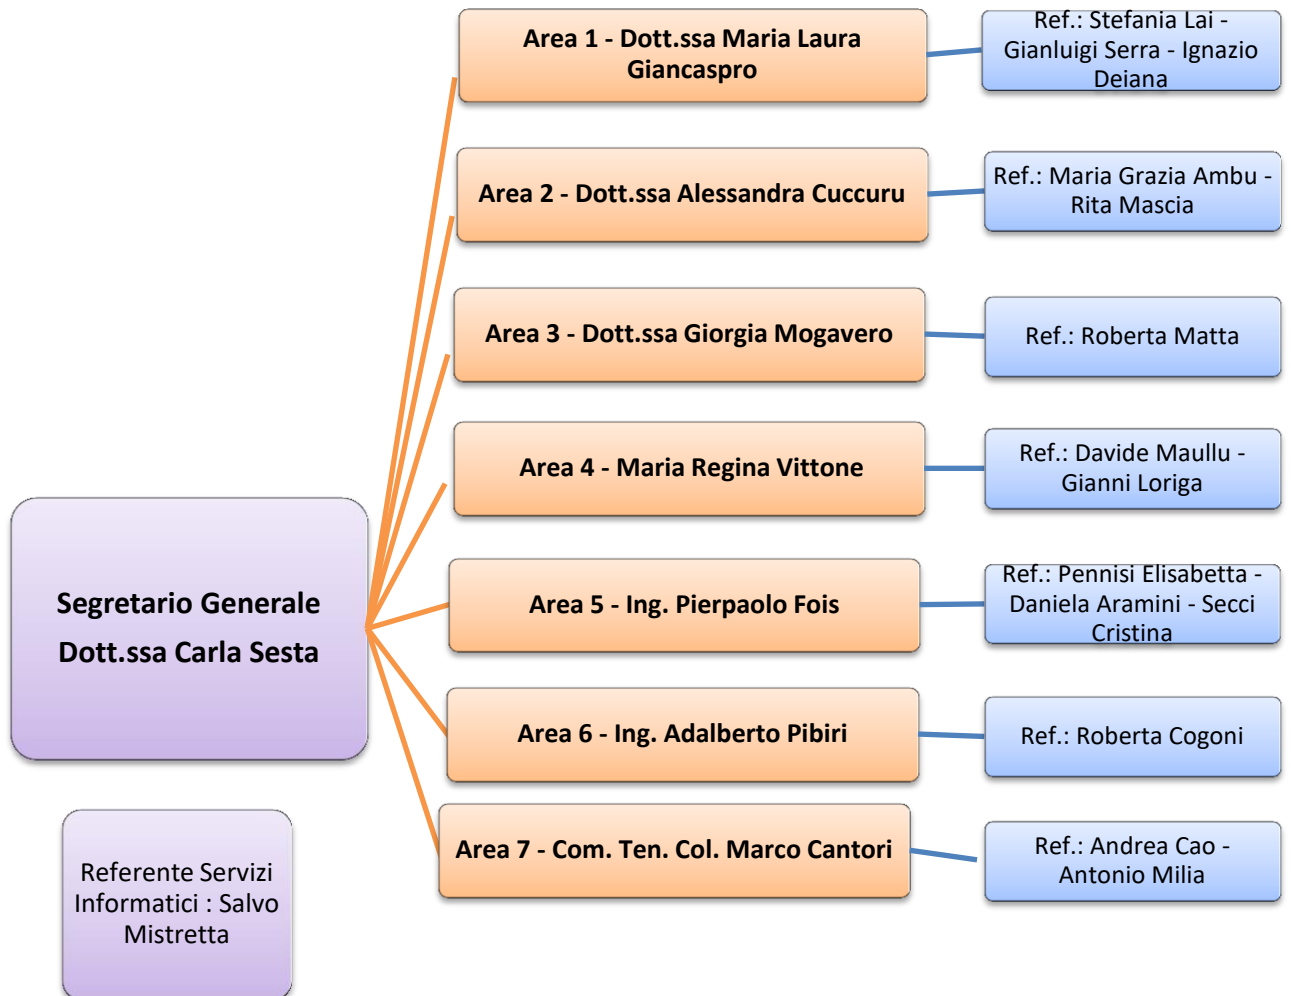 Area 1 - Dott.ssa Maria Laura
Giancaspro
Ref.: Stefania Lai -
Gianluigi Serra - Ignazio
Deiana
Area 2 - Dott.ssa Alessandra Cuccuru
Ref.: Maria Grazia Ambu -
Rita Mascia
Area 3 - Dott.ssa Giorgia Mogavero
Ref.: Roberta Matta
Area 4 - Maria Regina Vittone
Ref.: Davide Maullu -
Gianni Loriga
Segretario Generale
Dott.ssa Carla Sesta
Area 5 - Ing. Pierpaolo Fois
Ref.: Pennisi Elisabetta -
Daniela Aramini - Secci
Cristina
Area 6 - Ing. Adalberto Pibiri
Ref.: Roberta Cogoni
Area 7 - Com. Ten. Col. Marco Cantori
Ref.: Andrea Cao -
Antonio Milia
Referente Servizi
Informatici : Salvo
Mistretta